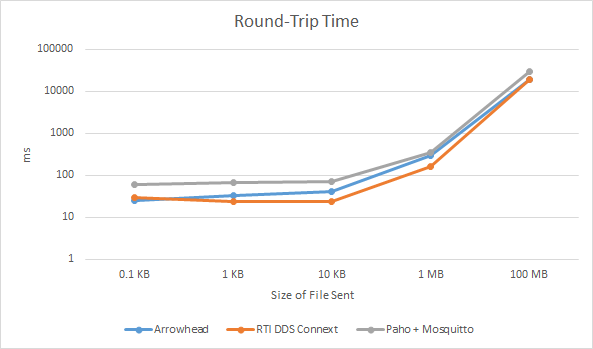 Round-Trip Time
100000
10000
1000
100
10
1
ms
0.1 KB 1 KB 10 KB 1 MB 100 MB
Size of File Sent
Arrowhead RTI DDS Connext Paho + Mosquitto